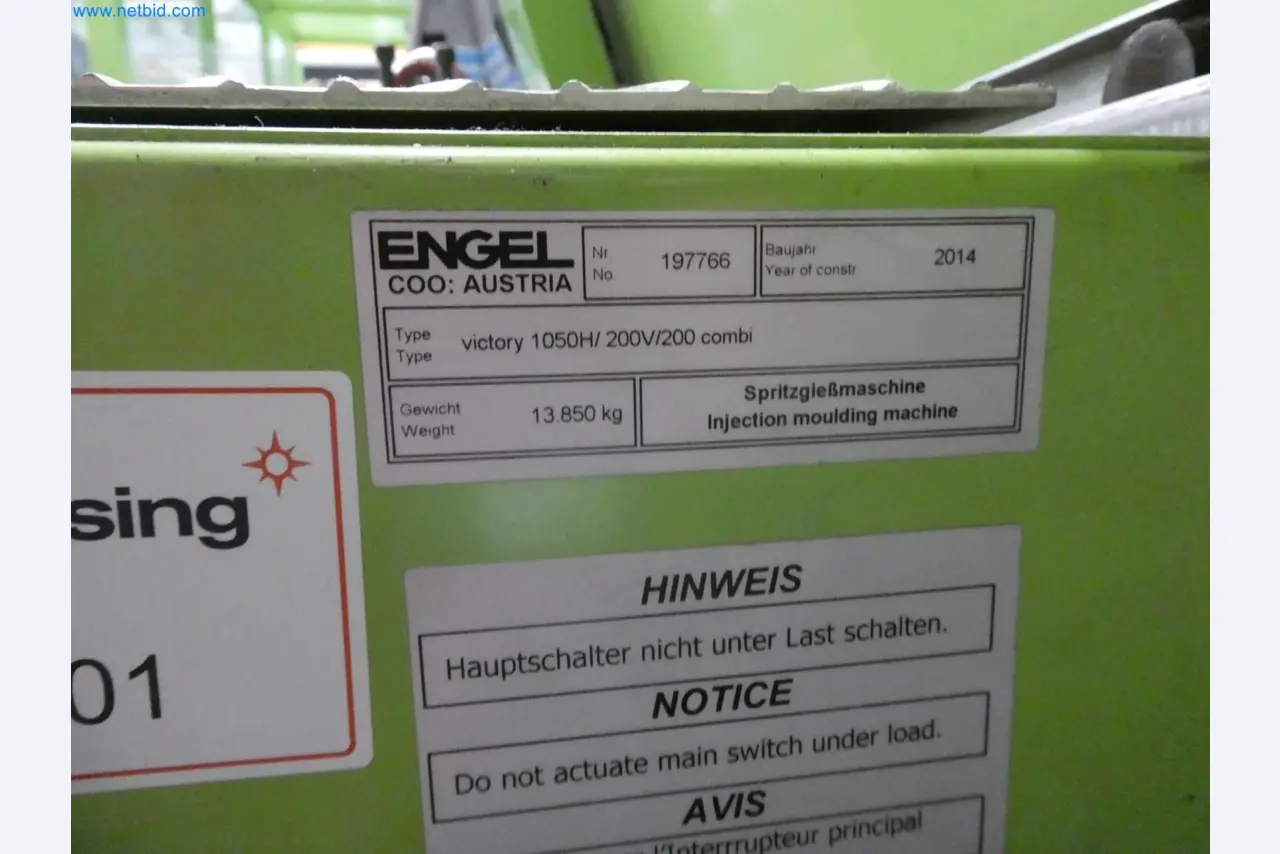 www.netbid.com
ENGEL
COO: AUSTRIA
Nr
No
197766
Baujahr
Year of constr
2014
Type
Type
victory 1050H/ 200V/200 combi
Gewicht
Weight
13.850 kg
Spritzgießmaschine
Injection moulding machine
sing
01
HINWEIS
Hauptschalter nicht unter Last schalten.
NOTICE
Do not actuate main switch under load.
AVIS
l'Interrrupteur principal